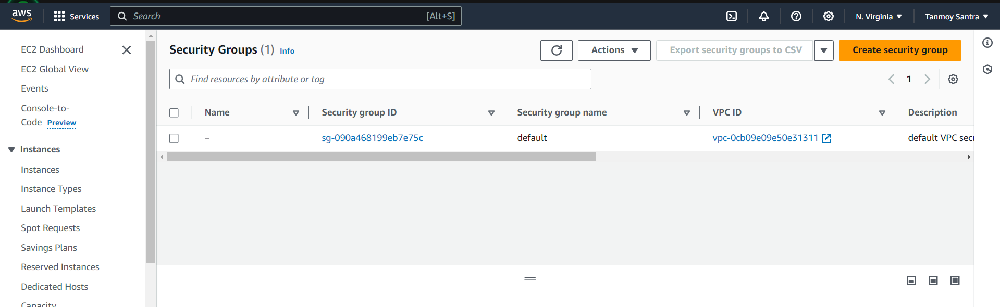 aws Services Search [Alt+S] N. Virginia Tanmoy Santra
EC2 Dashboard
EC2 Global View
Events
Console-to-
Code Preview
Instances
Instances
Instance Types
Launch Templates
Spot Requests
Savings Plans
Reserved Instances
Dedicated Hosts
Capacity
Security Groups (1) Info Actions Export security groups to CSV Create security group
Find resources by attribute or tag 1
Name Security group ID Security group name VPC ID Description
– sg-090a468199eb7e75c default vpc-0cb09e09e50e31311 default VPC secu